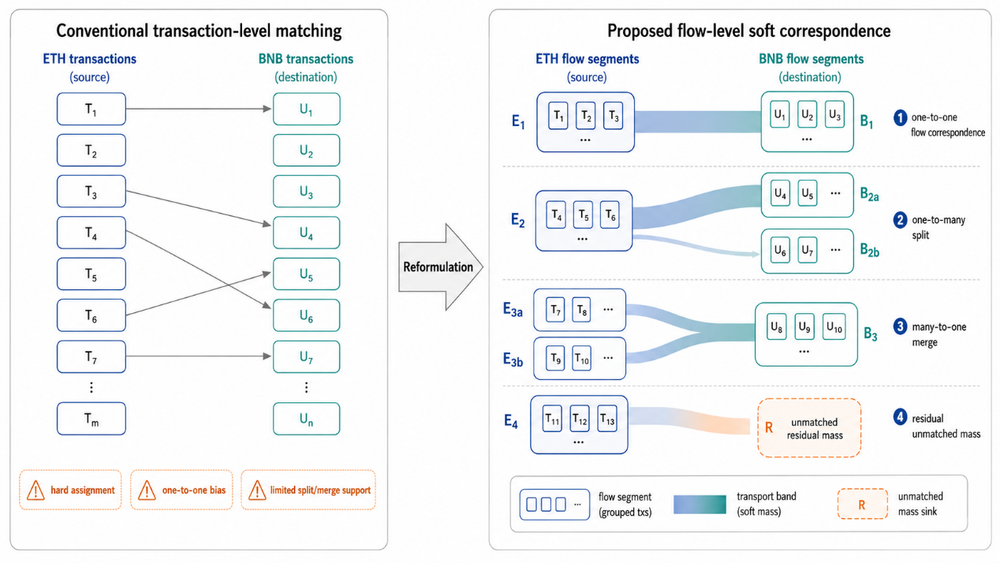 Conventional transaction-level matching
ETH transactions
(source)
BNB transactions
(destination)
T₁
U₁
T₂
U₂
T₃
U₃
T₄
U₄
T₅
U₅
T₆
U₆
T₇
U₇
⋮
⋮
Tₘ
Uₙ
hard assignment
one-to-one bias
limited split/merge support
Reformulation
Proposed flow-level soft correspondence
ETH flow segments
(source)
BNB flow segments
(destination)
E₁
T₁ T₂ T₃
...
U₁ U₂ U₃
...
B₁
1 one-to-one
flow correspondence
E₂
T₄ T₅ T₆
...
U₄ U₅ ...
B₂ₐ
U₆ U₇ ...
B2b
2 one-to-many
split
E₃ₐ
T₇ T₈ ...
E3b
T₉ T₁₀ ...
U₈ U₉ U₁₀
...
B₃
3 many-to-one
merge
E₄
T₁₁ T₁₂ T₁₃
...
R
unmatched
residual mass
4 residual
unmatched mass
...
flow segment
(grouped txs)
transport band
(soft mass)
R
unmatched
mass sink